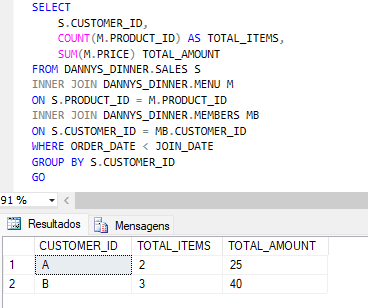 SELECT
S.CUSTOMER_ID,
COUNT(M.PRODUCT_ID) AS TOTAL_ITEMS,
SUM(M.PRICE) TOTAL_AMOUNT
FROM DANNYS_DINNER.SALES S
INNER JOIN DANNYS_DINNER.MENU M
ON S.PRODUCT_ID = M.PRODUCT_ID
INNER JOIN DANNYS_DINNER.MEMBERS MB
ON S.CUSTOMER_ID = MB.CUSTOMER_ID
WHERE ORDER_DATE < JOIN_DATE
GROUP BY S.CUSTOMER_ID
GO
91 %
Resultados Mensagens
CUSTOMER_ID TOTAL_ITEMS TOTAL_AMOUNT
1 A 2 25
2 B 3 40